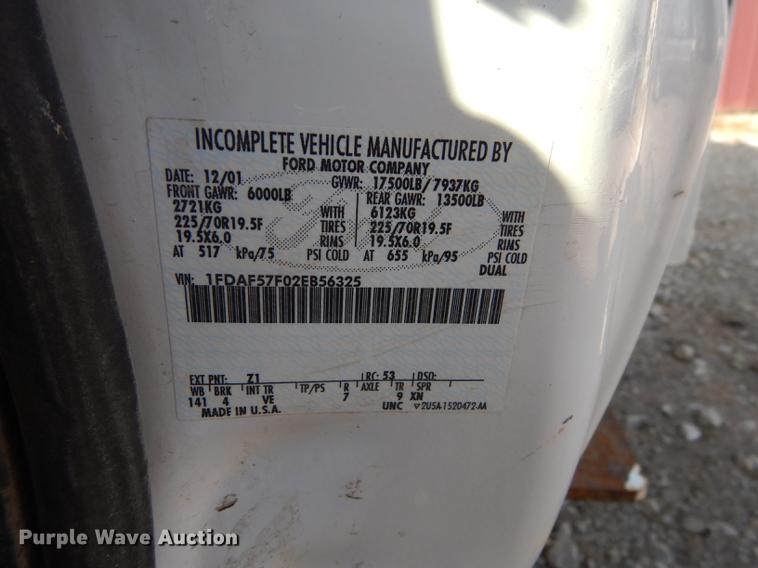 INCOMPLETE VEHICLE MANUFACTURED BY
FORD MOTOR COMPANY
DATE: 12/01 GVWR: 17500LB/ 7937KG
FRONT GAWR: 6000LB REAR GAWR: 13500LB
2721KG WITH 6123KG WITH
225/70R19.5F TIRES 225/70R19.5F TIRES
19.5X6.0 RIMS 19.5X6.0 RIMS
AT 517 kPa/75 PSI COLD AT 655 kPa/95 PSI COLD
DUAL
VIN: 1FDAF57F02EB56325
EXT PNT: Z1 RC: 53 DSO:
WB BRK INT TR TP/PS R AXLE TR SPR
141 4 VE 7 9 XN
MADE IN U.S.A. UNC 2U5A-1520472-AA
Purple Wave Auction